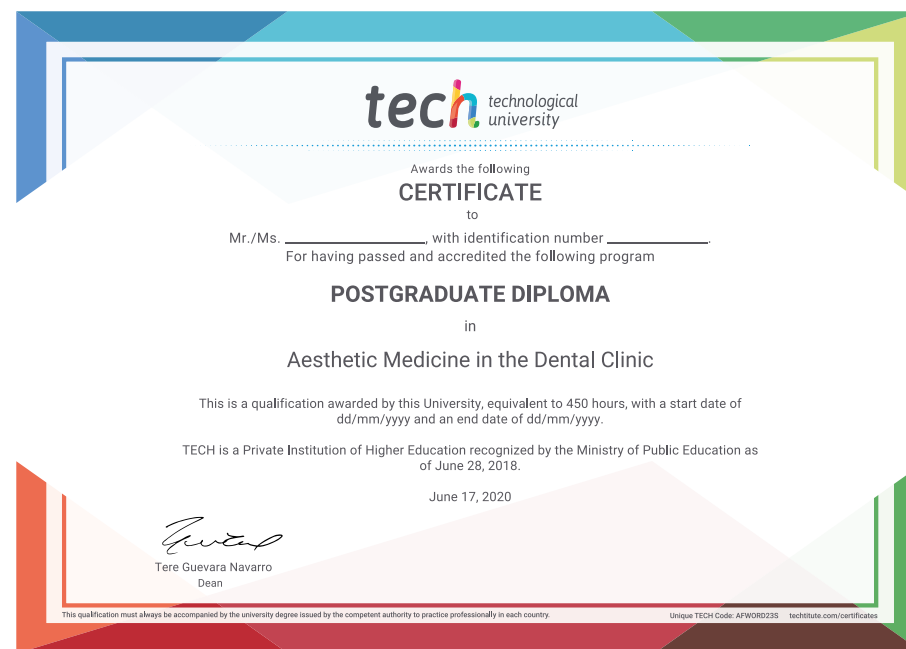 tech technological
university
Awards the following
CERTIFICATE
to
Mr./Ms. ____________________, with identification number ______________.
For having passed and accredited the following program
POSTGRADUATE DIPLOMA
in
Aesthetic Medicine in the Dental Clinic
This is a qualification awarded by this University, equivalent to 450 hours, with a start date of
dd/mm/yyyy and an end date of dd/mm/yyyy.
TECH is a Private Institution of Higher Education recognized by the Ministry of Public Education as
of June 28, 2018.
June 17, 2020
Tere Guevara Navarro
Dean
This qualification must always be accompanied by the university degree issued by the competent authority to practice professionally in each country.
Unique TECH Code: AFWORD23S techtitute.com/certificates